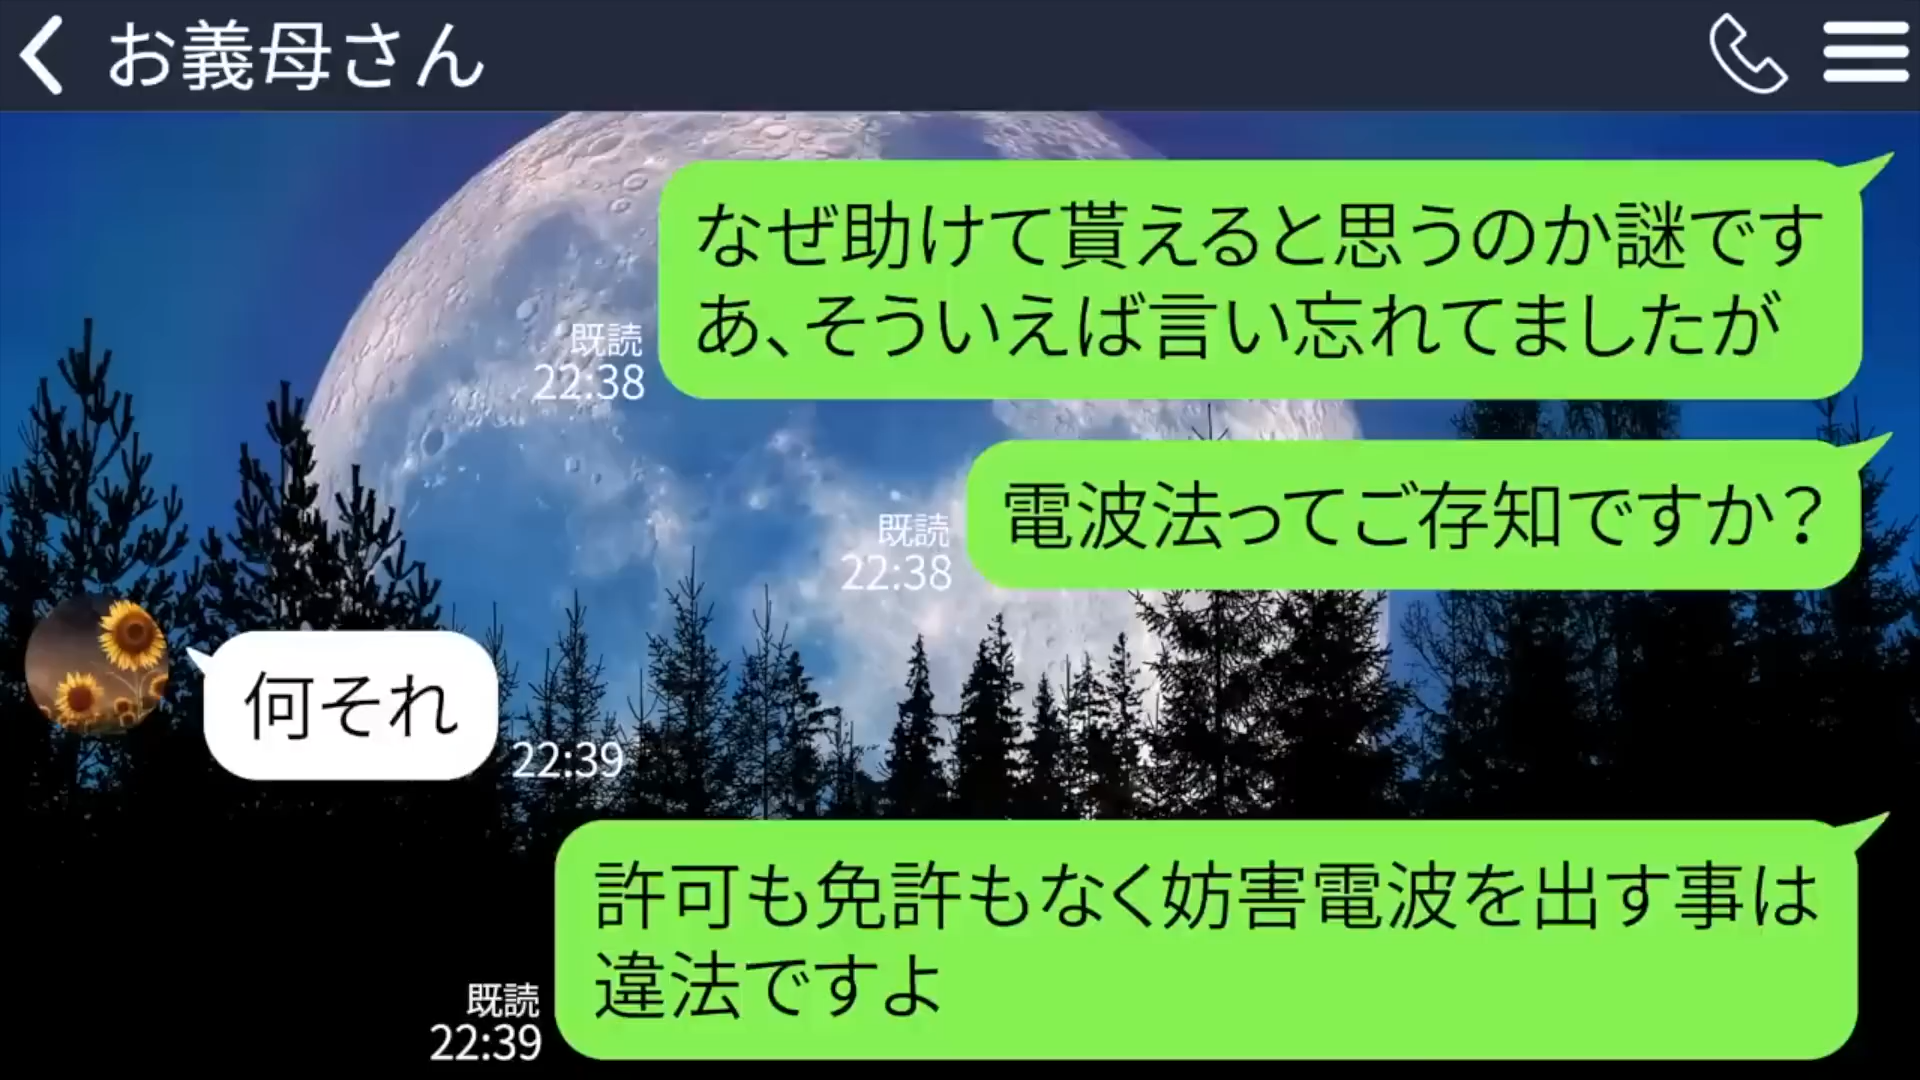 お義母さん
なぜ助けて貰えると思うのか謎です
あ、そういえば言い忘れてましたが
既読
22:38
電波法ってご存知ですか？
既読
22:38
何それ
22:39
許可も免許もなく妨害電波を出す事は
違法ですよ
既読
22:39